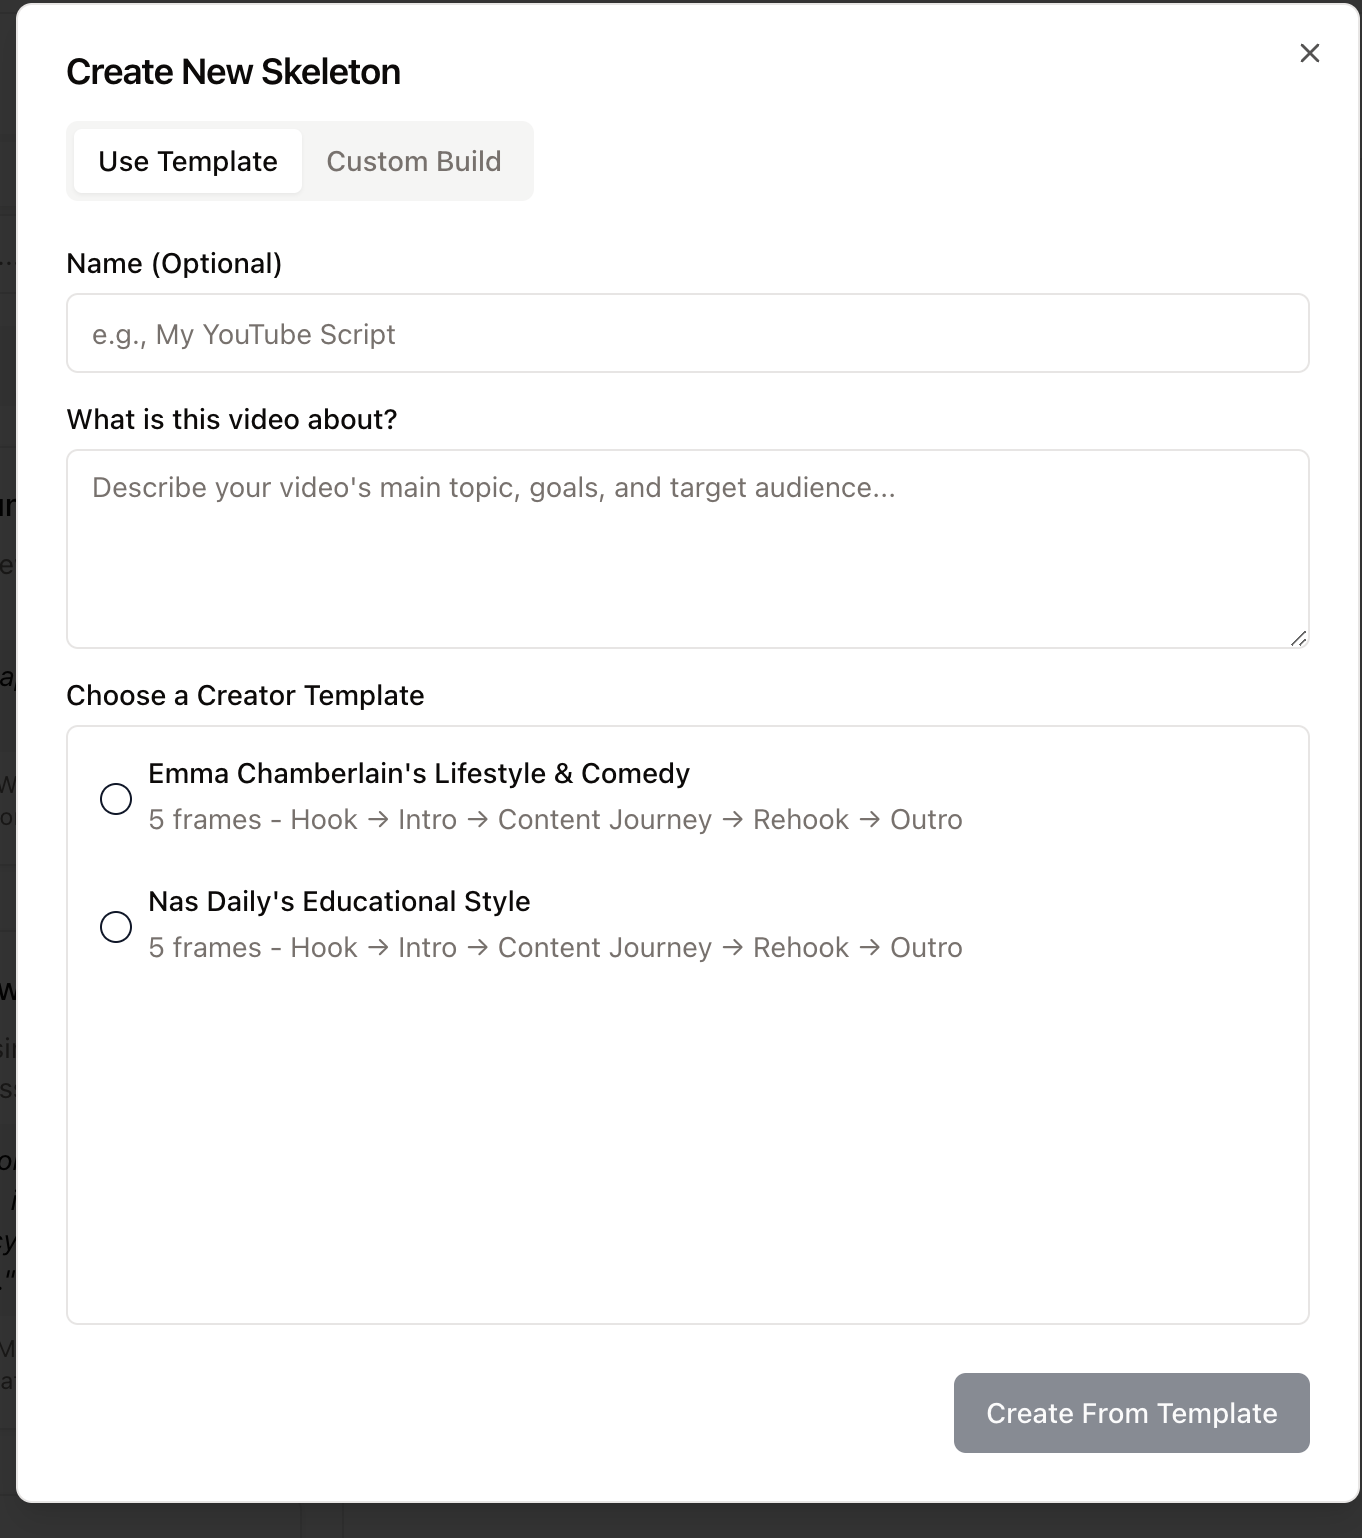 Create New Skeleton
Use Template
Custom Build
Name (Optional)
e.g., My YouTube Script
What is this video about?
Describe your video's main topic, goals, and target audience...
Choose a Creator Template
Emma Chamberlain's Lifestyle & Comedy
5 frames - Hook → Intro → Content Journey → Rehook → Outro
Nas Daily's Educational Style
5 frames - Hook → Intro → Content Journey → Rehook → Outro
Create From Template